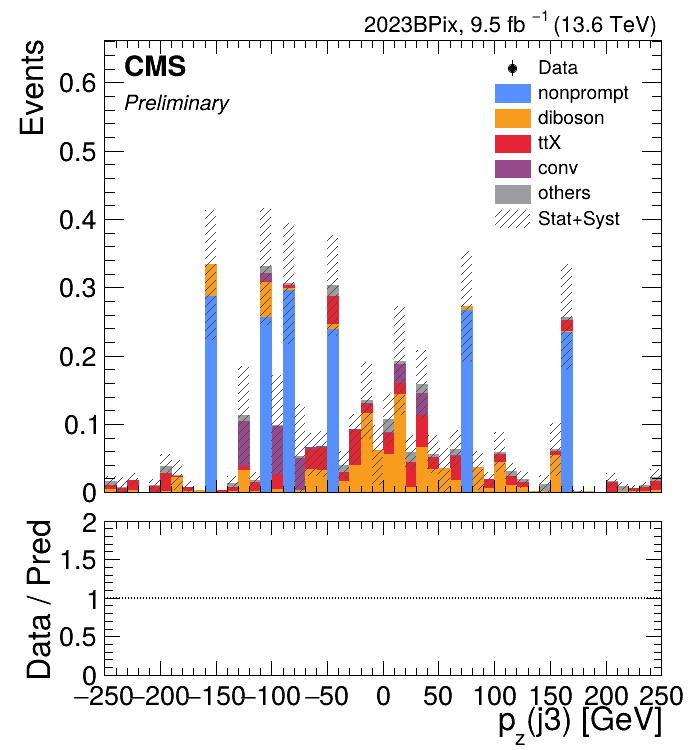 2023BPix, 9.5 fb⁻¹ (13.6 TeV)
CMS
Preliminary
Events
Data
nonprompt
diboson
ttX
conv
others
Stat+Syst
0.6
0.5
0.4
0.3
0.2
0.1
0
Data / Pred
2
1.5
1
0.5
0
−250 −200 −150 −100 −50 0 50 100 150 200 250
p_z(j3) [GeV]